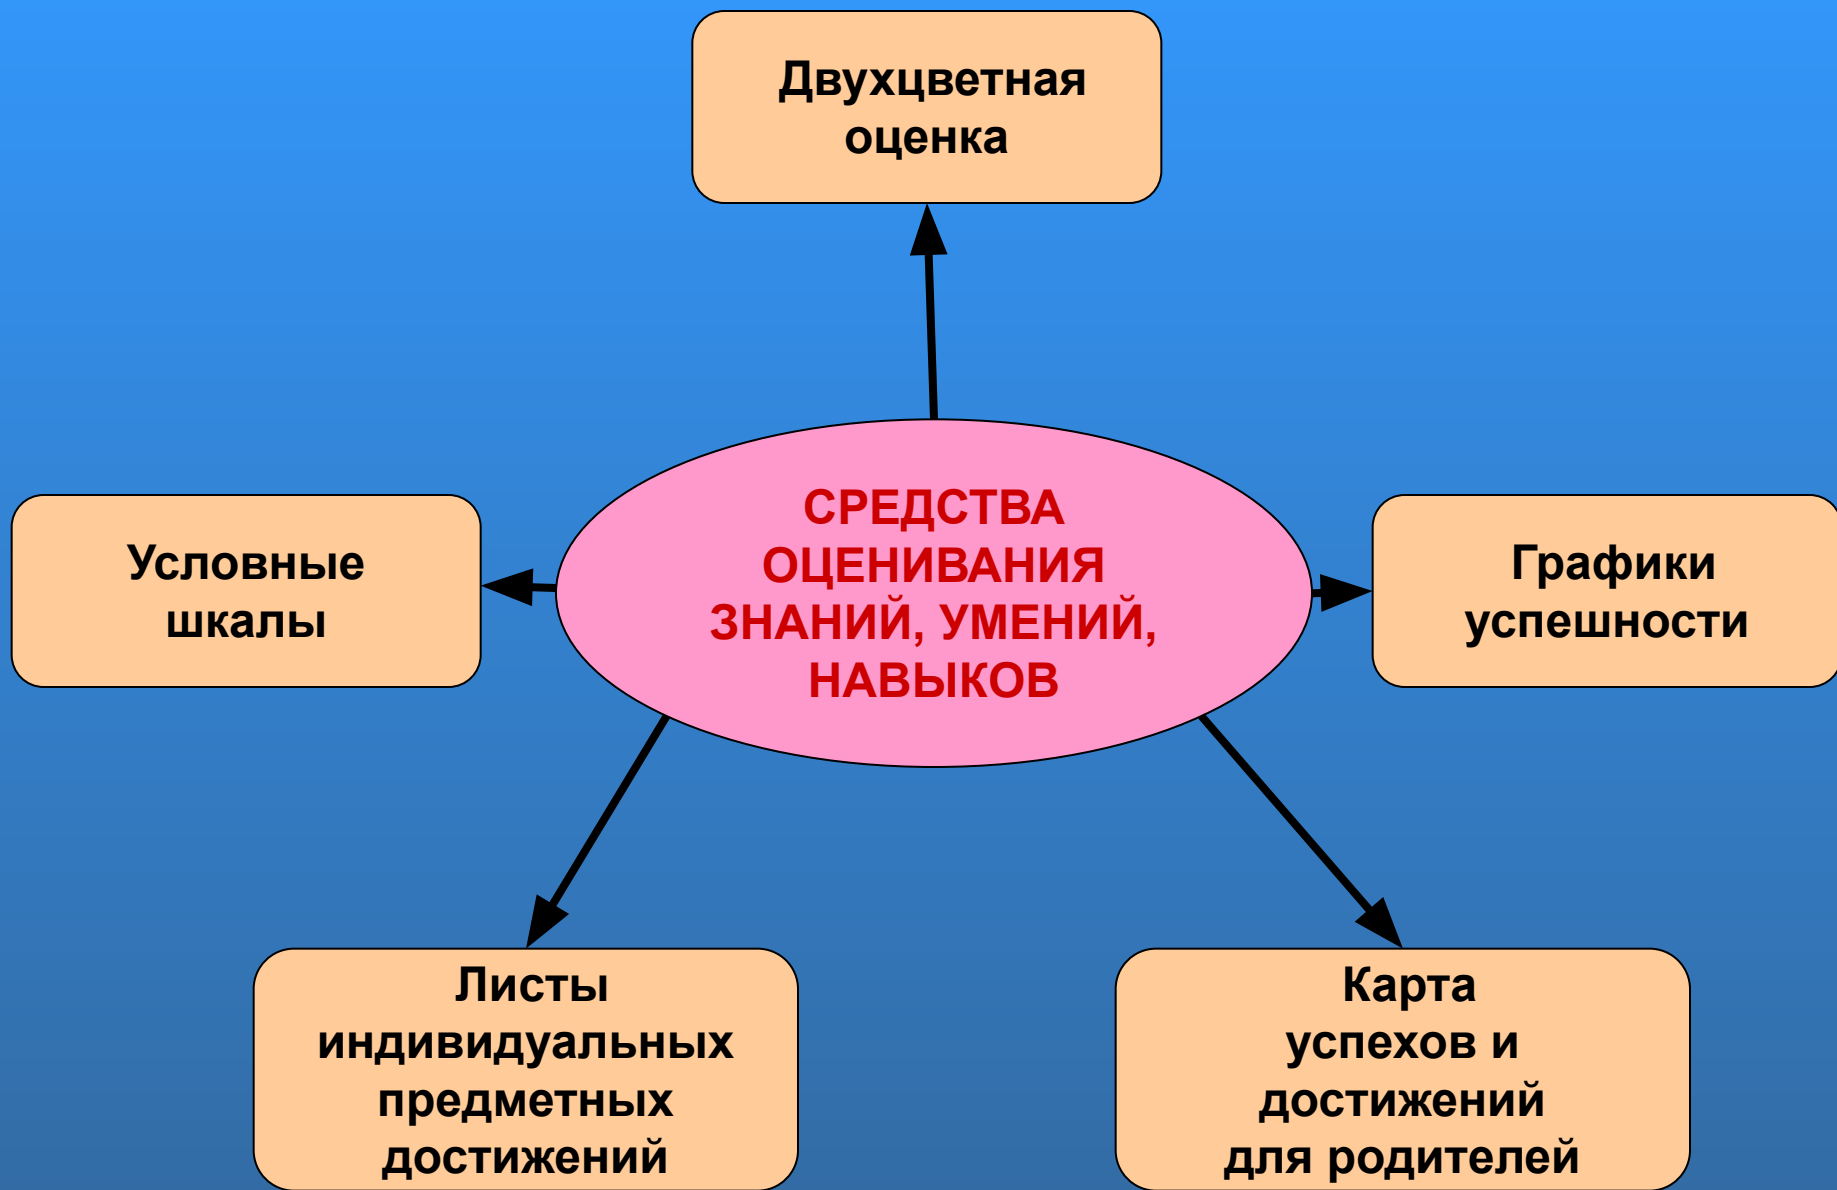 Двухцветная
оценка
СРЕДСТВА
ОЦЕНИВАНИЯ
ЗНАНИЙ, УМЕНИЙ,
НАВЫКОВ
Условные
шкалы
Графики
успешности
Листы
индивидуальных
предметных
достижений
Карта
успехов и
достижений
для родителей